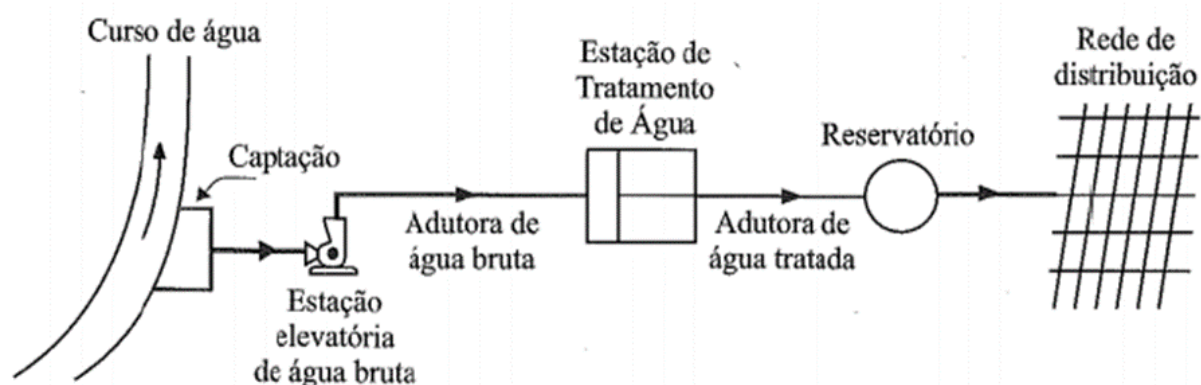 Curso de água
Captação
Estação
elevatória
de água bruta
Adutora de
água bruta
Estação de
Tratamento
de Água
Adutora de
água tratada
Reservatório
Rede de
distribuição